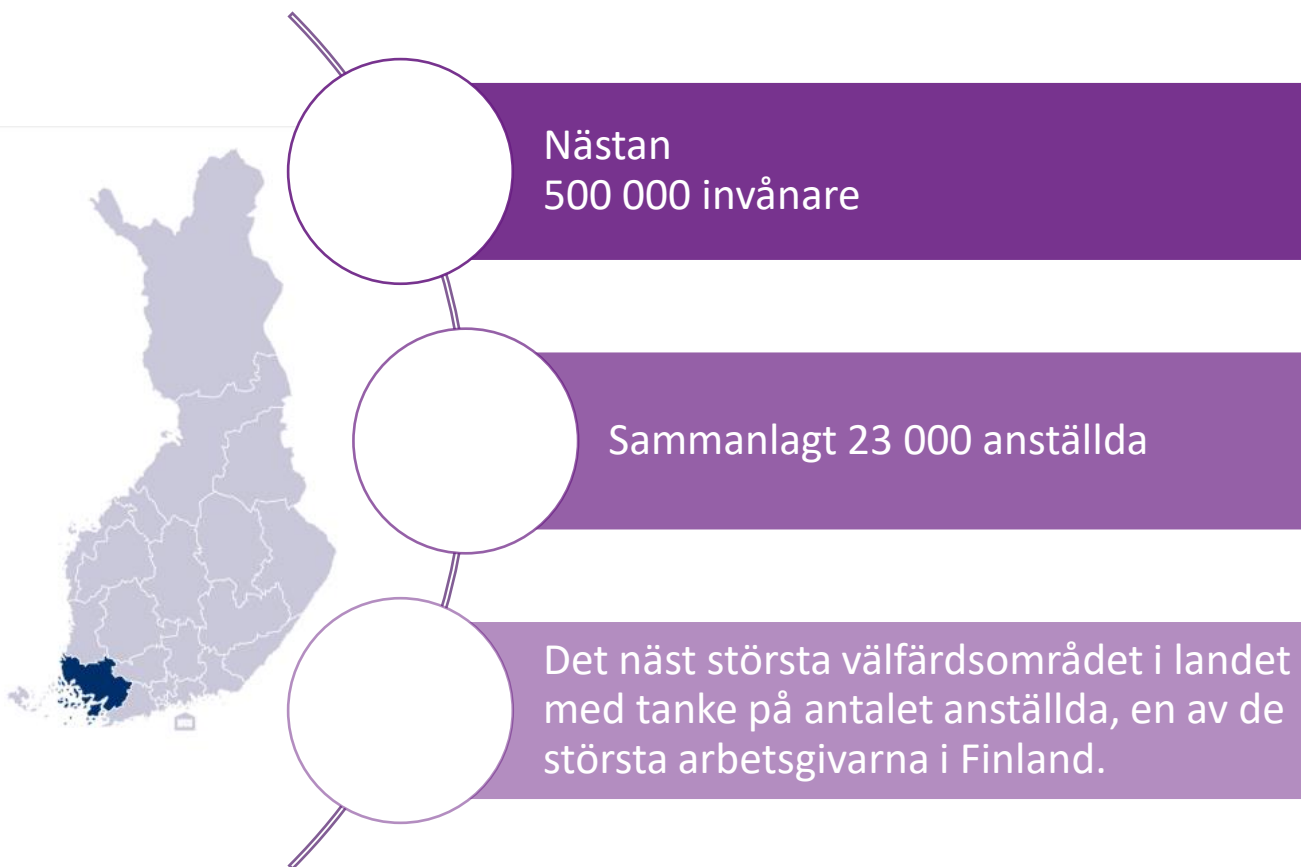 Nästan
500 000 invånare
Sammanlagt 23 000 anställda
Det näst största välfärdsområdet i landet
med tanke på antalet anställda, en av de
största arbetsgivarna i Finland.